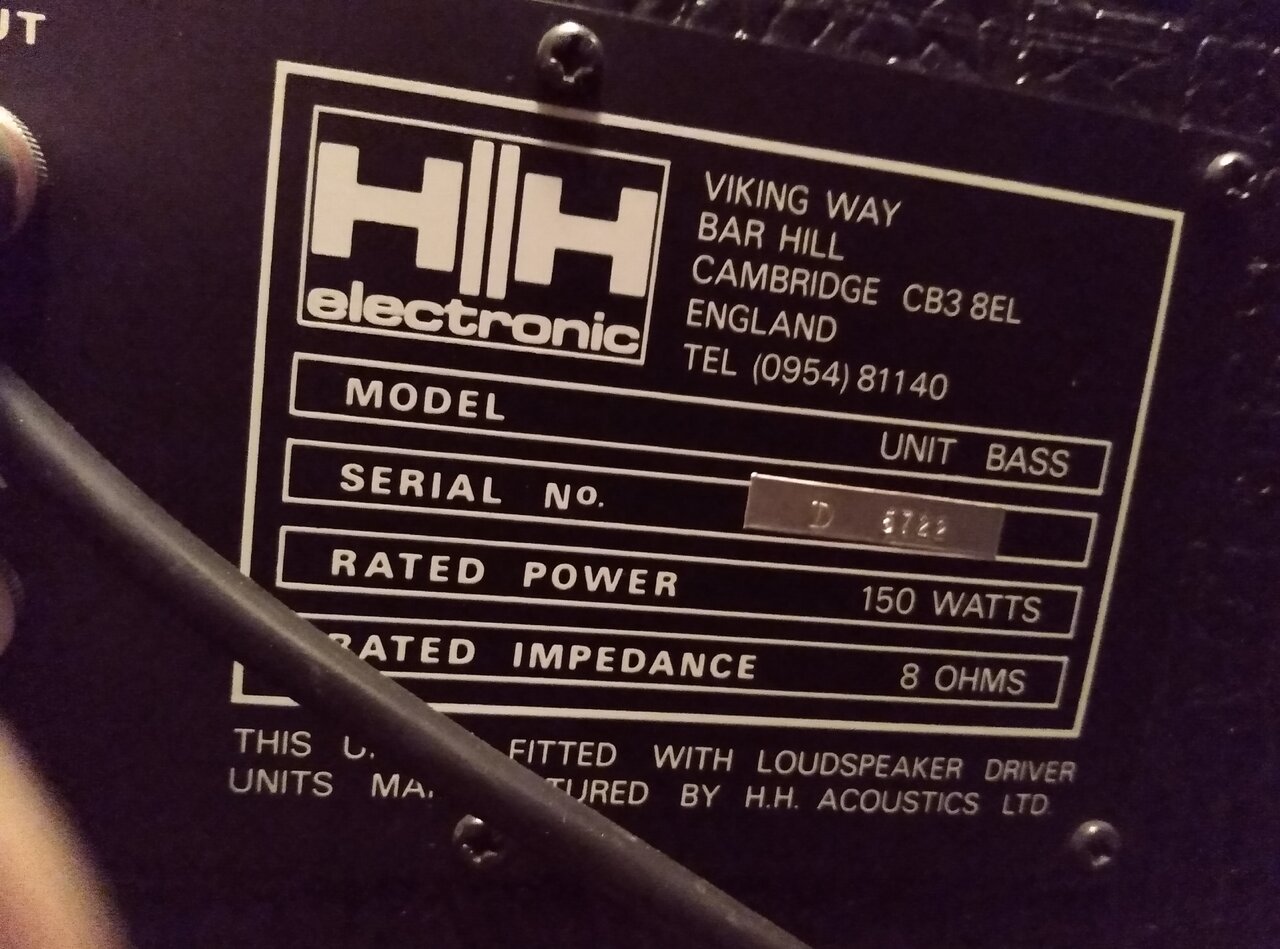 UT
HH
electronic
VIKING WAY
BAR HILL
CAMBRIDGE CB3 8EL
ENGLAND
TEL (0954) 81140
MODEL UNIT BASS
SERIAL No. D
RATED POWER 150 WATTS
RATED IMPEDANCE 8 OHMS
THIS FITTED WITH LOUDSPEAKER DRIVER
UNITS BY H.H. ACOUSTICS LTD.